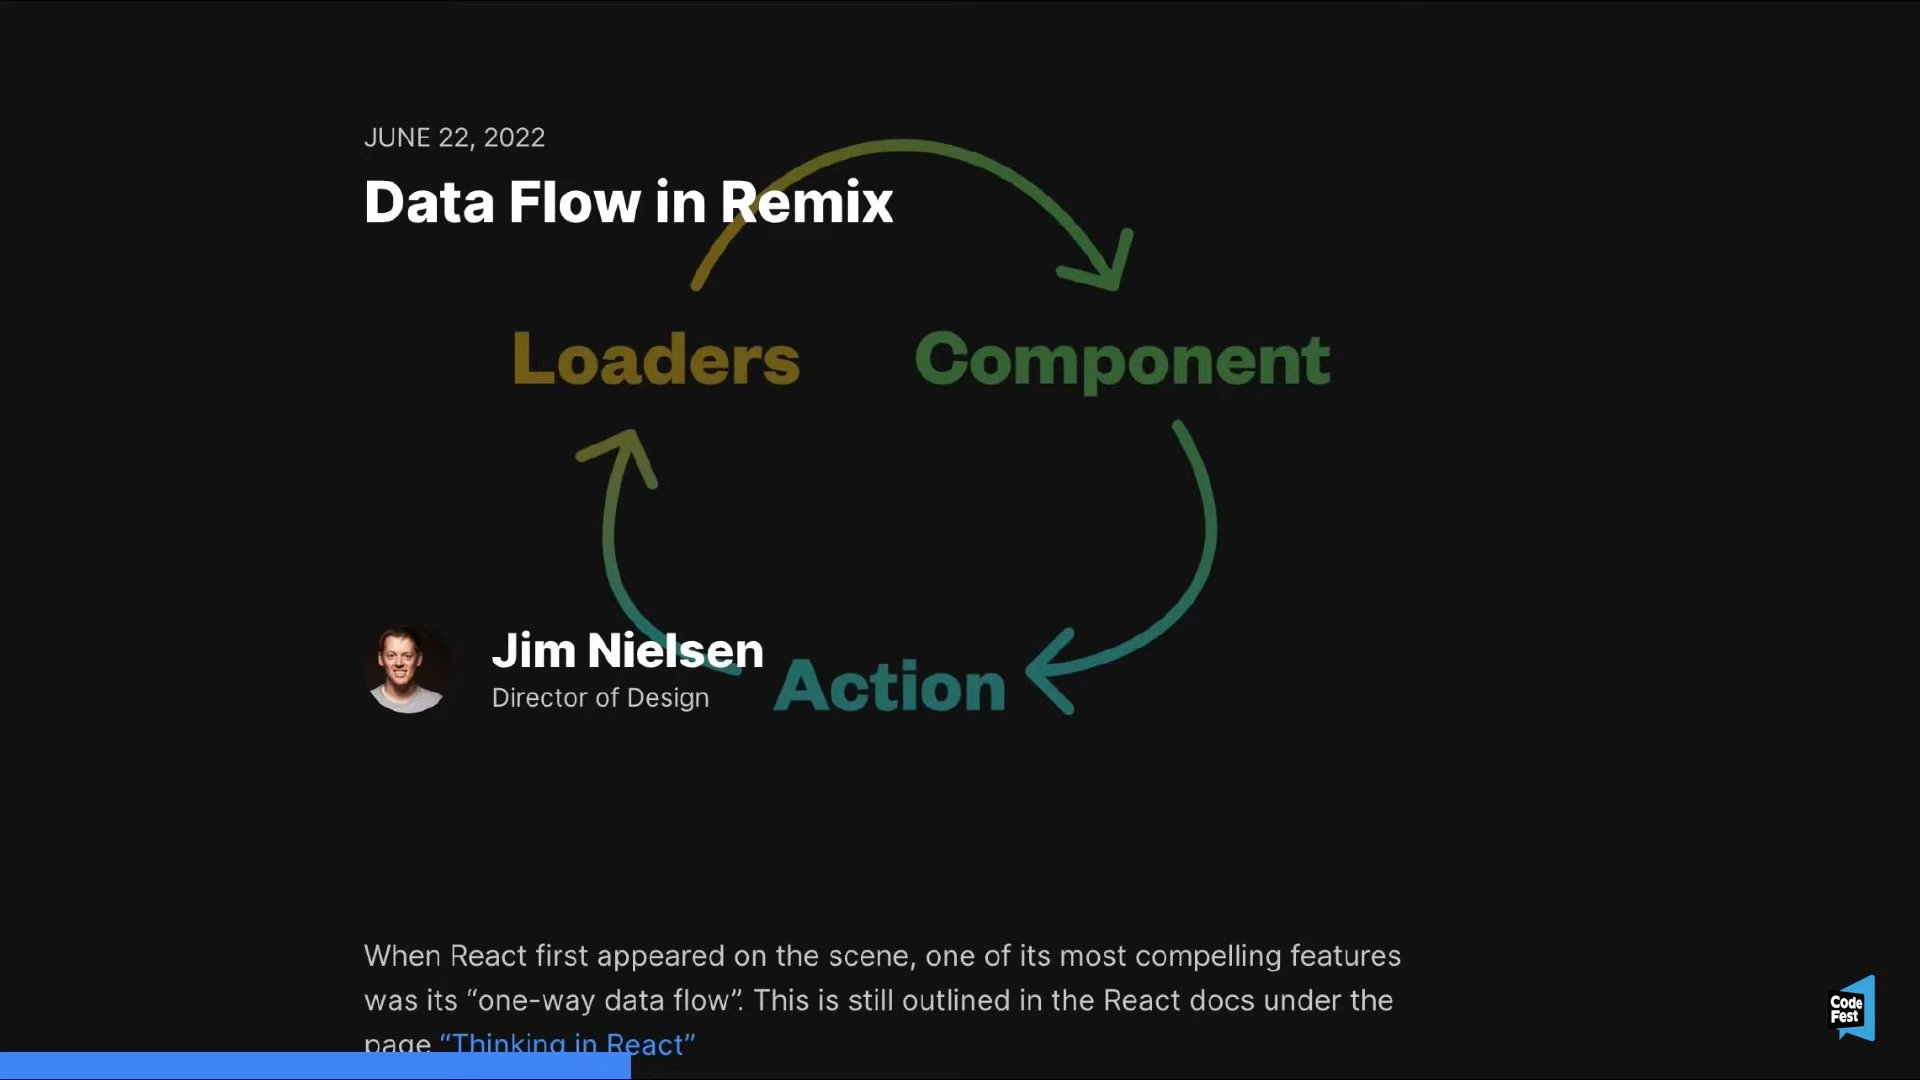 JUNE 22, 2022
Data Flow in Remix
Loaders
Component
Jim Nielsen
Director of Design
Action
When React first appeared on the scene, one of its most compelling features
was its “one-way data flow”. This is still outlined in the React docs under the
page “Thinking in React”
Code
Fest